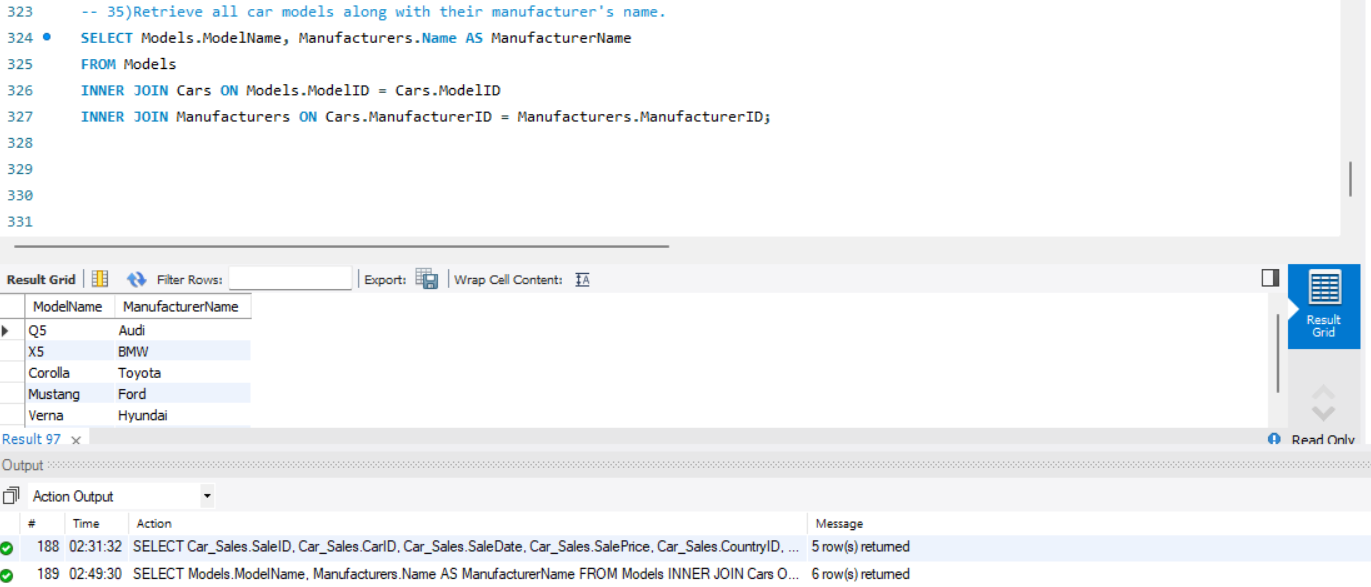 323 -- 35)Retrieve all car models along with their manufacturer's name.
324 SELECT Models.ModelName, Manufacturers.Name AS ManufacturerName
325 FROM Models
326 INNER JOIN Cars ON Models.ModelID = Cars.ModelID
327 INNER JOIN Manufacturers ON Cars.ManufacturerID = Manufacturers.ManufacturerID;
328
329
330
331
Result Grid Filter Rows: Export: Wrap Cell Content: IA
Result
Grid
ModelName ManufacturerName
Q5 Audi
X5 BMW
Corolla Toyota
Mustang Ford
Verna Hyundai
Result 97 × Read Only
Output
Action Output
# Time Action Message
188 02:31:32 SELECT Car_Sales.SaleID, Car_Sales.CarID, Car_Sales.SaleDate, Car_Sales.SalePrice, Car_Sales.CountryID, ... 5 row(s) returned
189 02:49:30 SELECT Models.ModelName, Manufacturers.Name AS ManufacturerName FROM Models INNER JOIN Cars O... 6 row(s) returned